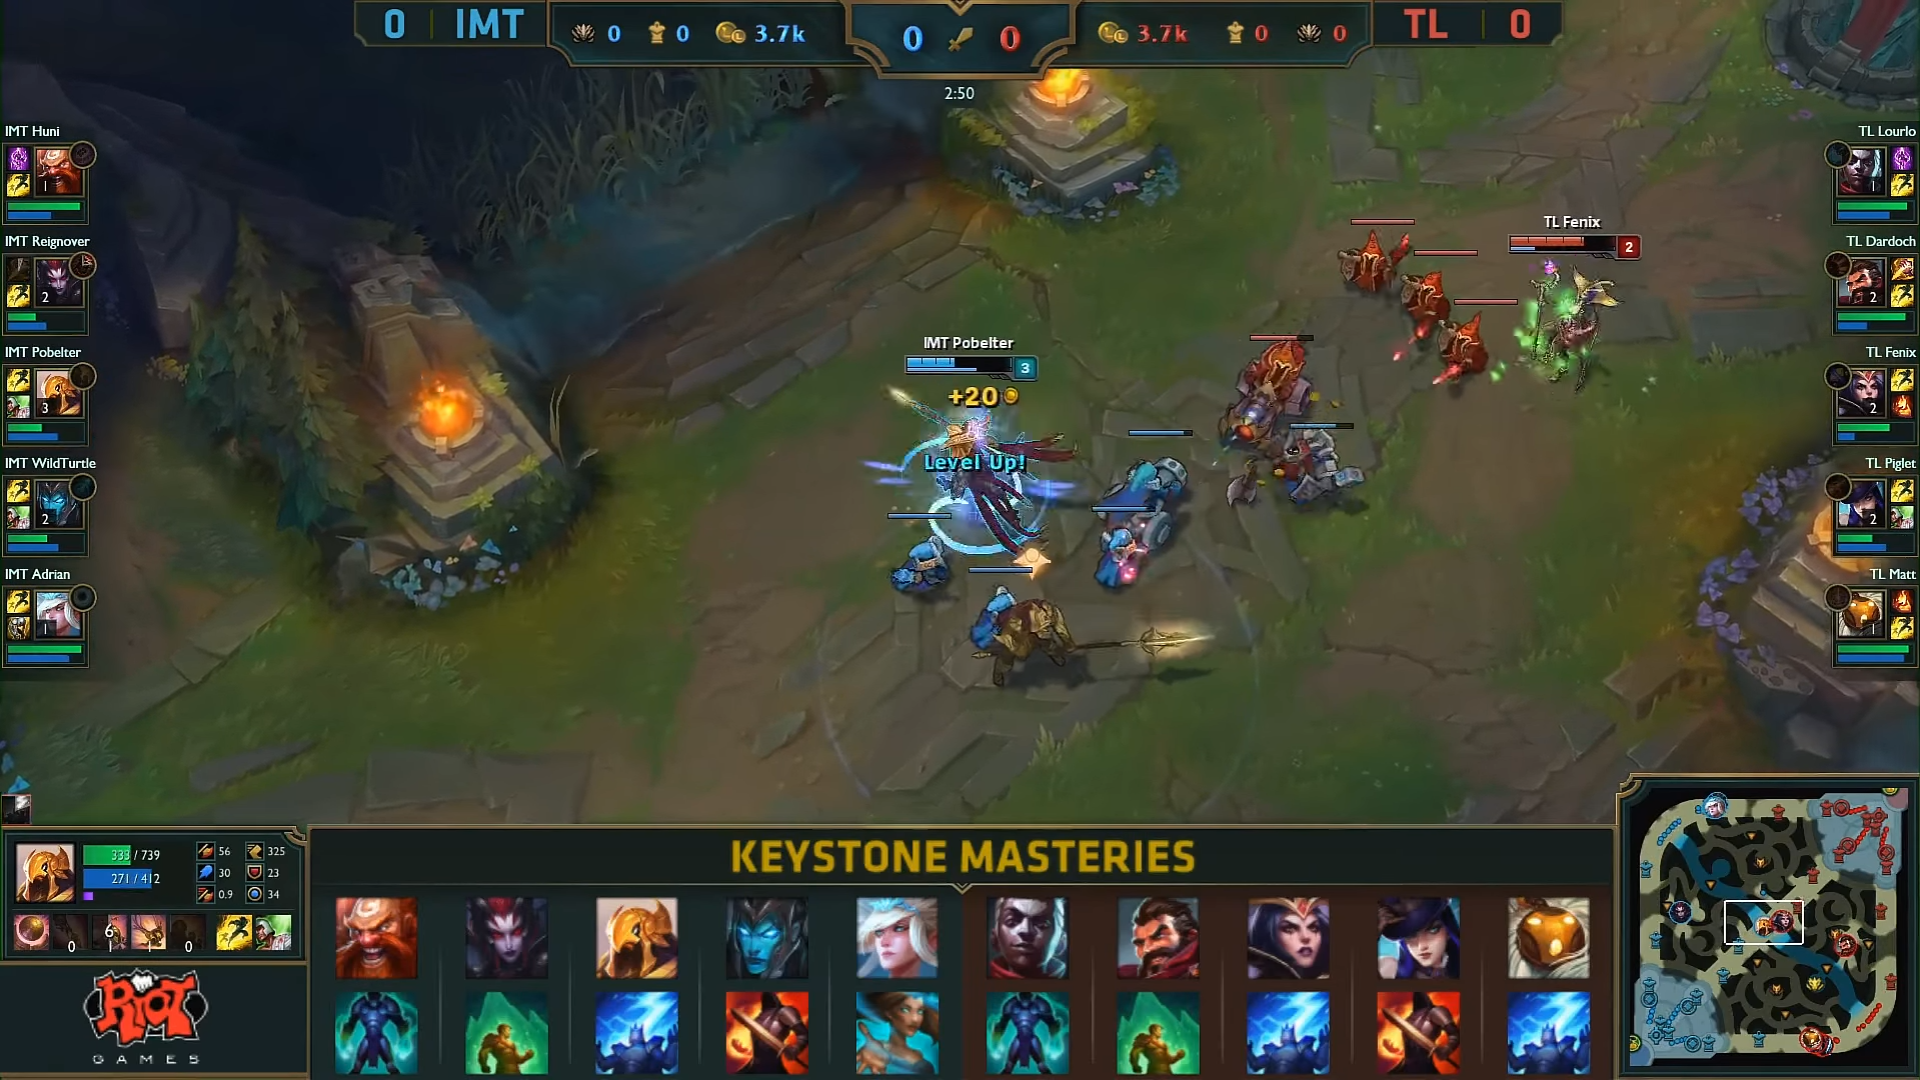 0 IMT 0 0 3.7k 0 0 3.7k 0 0 TL 0
2:50
IMT Huni
1
IMT Reignover
2
IMT Pobelter
3
IMT WildTurtle
2
IMT Adrian
1
TL Fenix
2
IMT Pobelter
3
+20
Level Up!
TL Lourlo
1
TL Dardoch
2
TL Fenix
2
TL Piglet
2
TL Matt
1
333 / 739
271 / 412
56 325
30 23
0.9 34
0 6 1 1 0
RIOT
GAMES
KEYSTONE MASTERIES